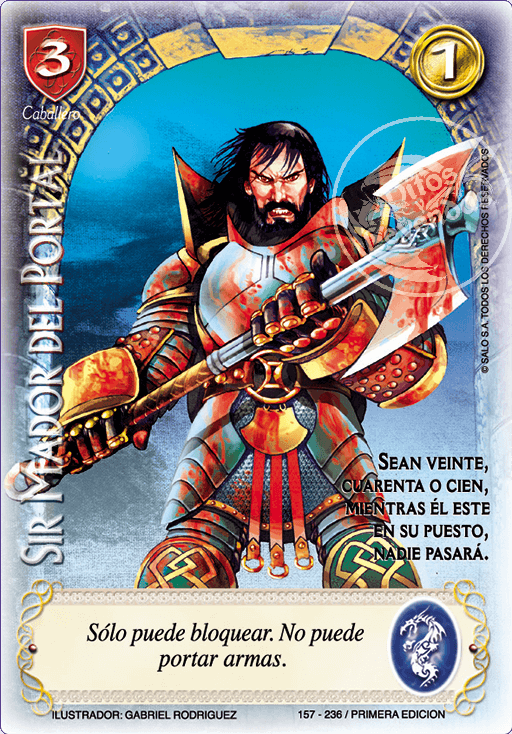 3
1
Caballero
SIR MADOR DEL PORTAL
© SALO S.A. TODOS LOS DERECHOS RESERVADOS
SEAN VEINTE,
CUARENTA O CIEN,
MIENTRAS ÉL ESTE
EN SU PUESTO,
NADIE PASARÁ.
Sólo puede bloquear. No puede
portar armas.
ILUSTRADOR: GABRIEL RODRIGUEZ
157 - 236 / PRIMERA EDICION